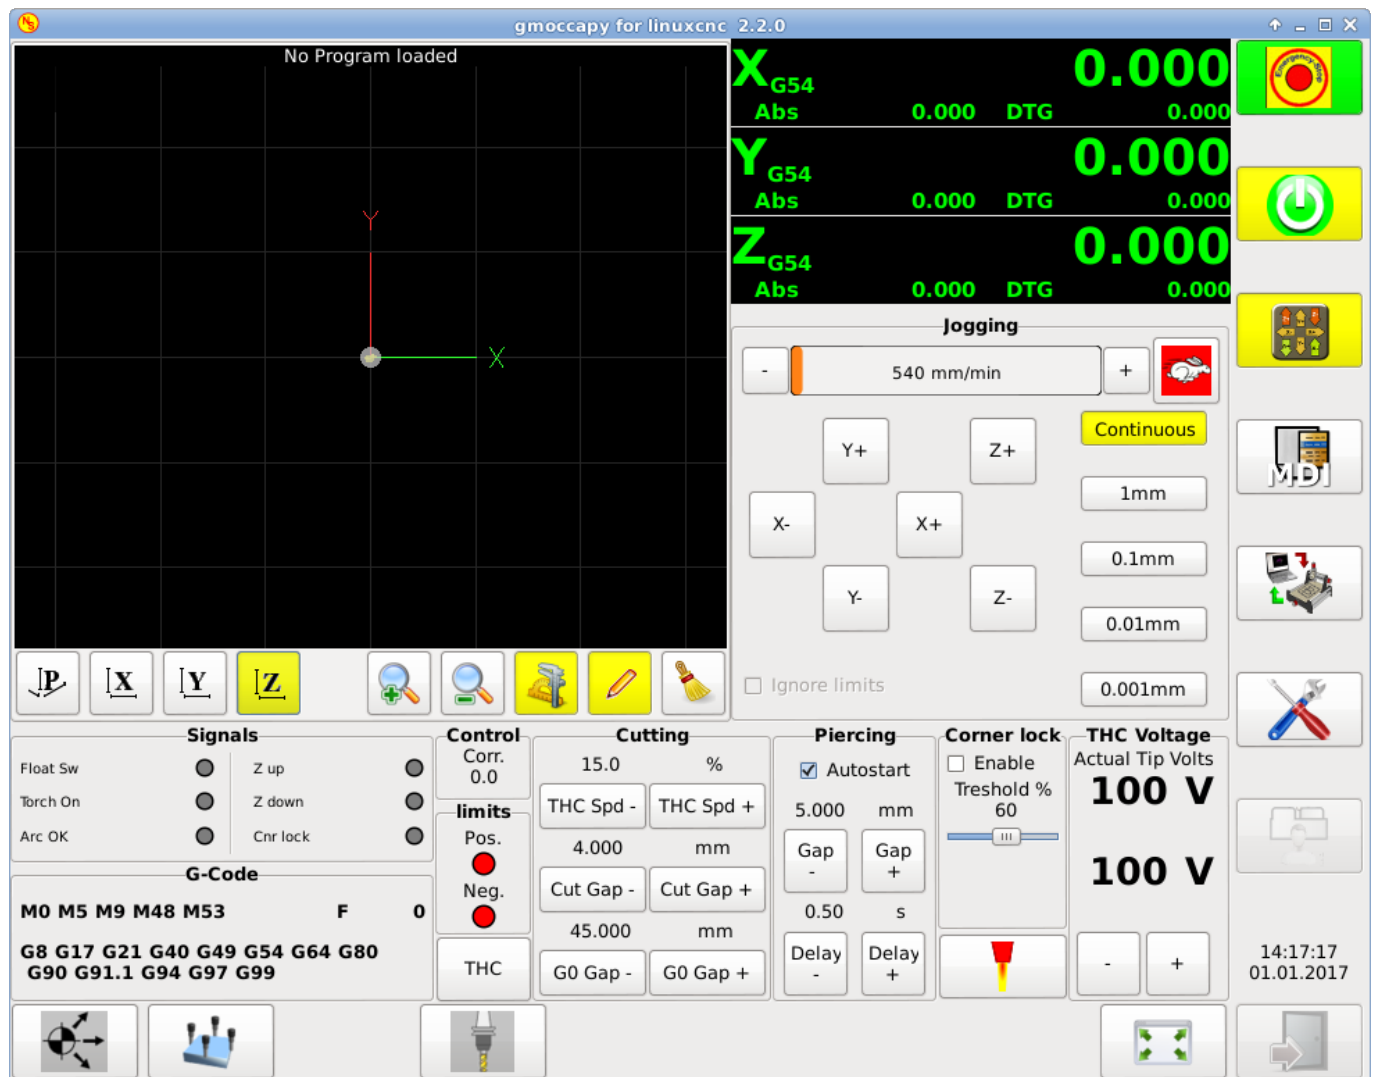 gmoccapy for linuxcnc  2.2.0
No Program loaded
Y
X
X G54 0.000
Abs 0.000 DTG 0.000
Y G54 0.000
Abs 0.000 DTG 0.000
Z G54 0.000
Abs 0.000 DTG 0.000
Emergency-Stop
Jogging
- 540 mm/min +
Y+ Z+
X- X+
Y- Z-
Continuous
1mm
0.1mm
0.01mm
0.001mm
Ignore limits
MDI
P X Y Z
Signals
Float Sw Z up
Torch On Z down
Arc OK Cnr lock
G-Code
M0 M5 M9 M48 M53 F 0
G8 G17 G21 G40 G49 G54 G64 G80
G90 G91.1 G94 G97 G99
Control
Corr.
0.0
limits
Pos.
Neg.
THC
Cutting
15.0 %
THC Spd - THC Spd +
4.000 mm
Cut Gap - Cut Gap +
45.000 mm
G0 Gap - G0 Gap +
Piercing
Autostart
5.000 mm
Gap - Gap +
0.50 s
Delay - Delay +
Corner lock
Enable
Treshold %
60
THC Voltage
Actual Tip Volts
100 V
100 V
- +
14:17:17
01.01.2017